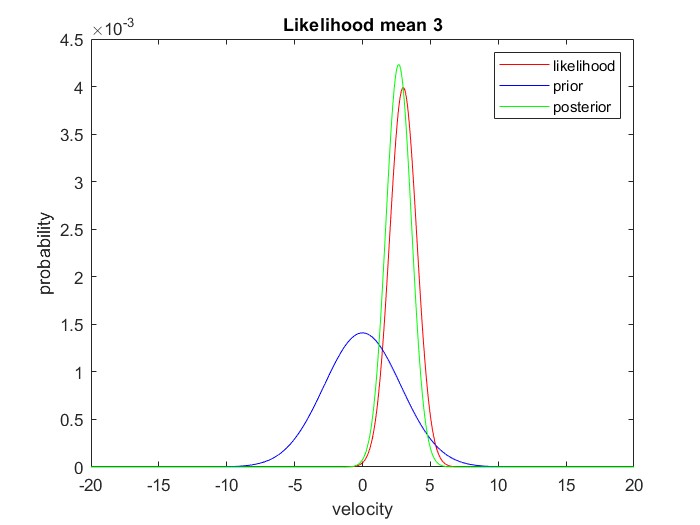 Likelihood mean 3
×10⁻³
4.5
4
3.5
3
2.5
2
1.5
1
0.5
0
probability
likelihood
prior
posterior
-20 -15 -10 -5 0 5 10 15 20
velocity